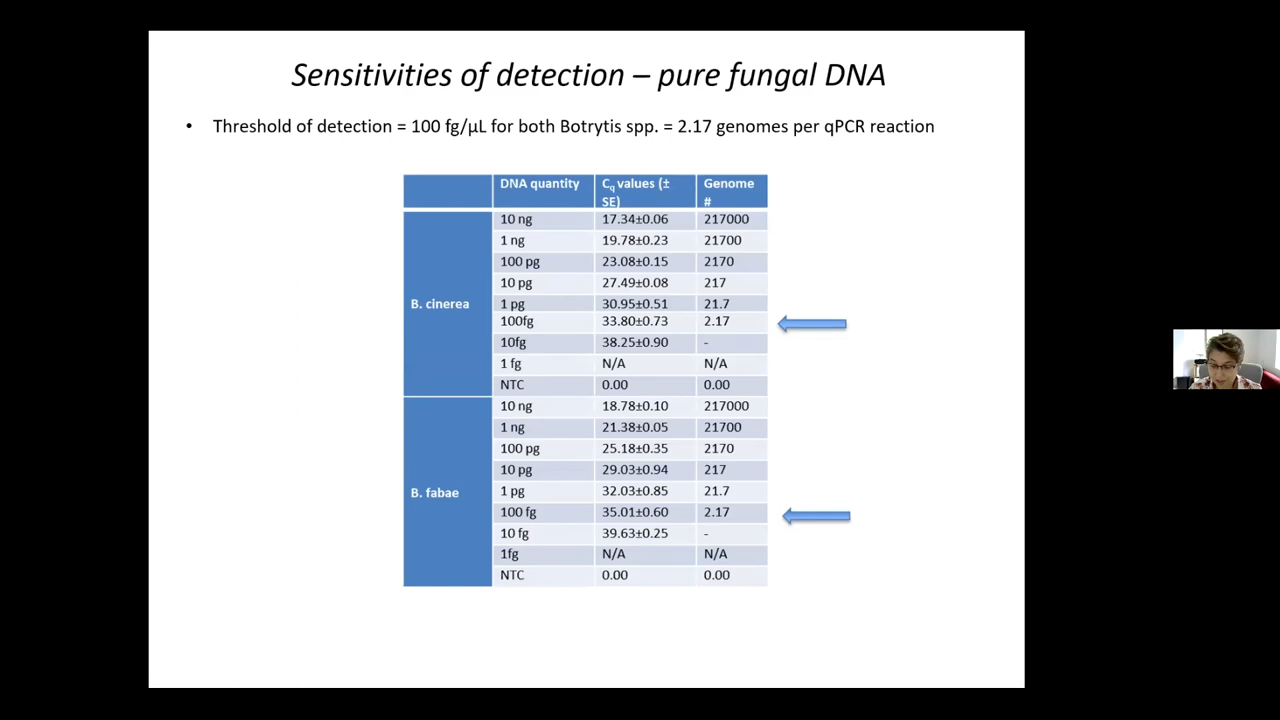 Sensitivities of detection – pure fungal DNA
• Threshold of detection = 100 fg/µL for both Botrytis spp. = 2.17 genomes per qPCR reaction
DNA quantity Cq values (± SE) Genome #
B. cinerea
10 ng 17.34±0.06 217000
1 ng 19.78±0.23 21700
100 pg 23.08±0.15 2170
10 pg 27.49±0.08 217
1 pg 30.95±0.51 21.7
100fg 33.80±0.73 2.17
10fg 38.25±0.90 -
1 fg N/A N/A
NTC 0.00 0.00
B. fabae
10 ng 18.78±0.10 217000
1 ng 21.38±0.05 21700
100 pg 25.18±0.35 2170
10 pg 29.03±0.94 217
1 pg 32.03±0.85 21.7
100 fg 35.01±0.60 2.17
10 fg 39.63±0.25 -
1fg N/A N/A
NTC 0.00 0.00